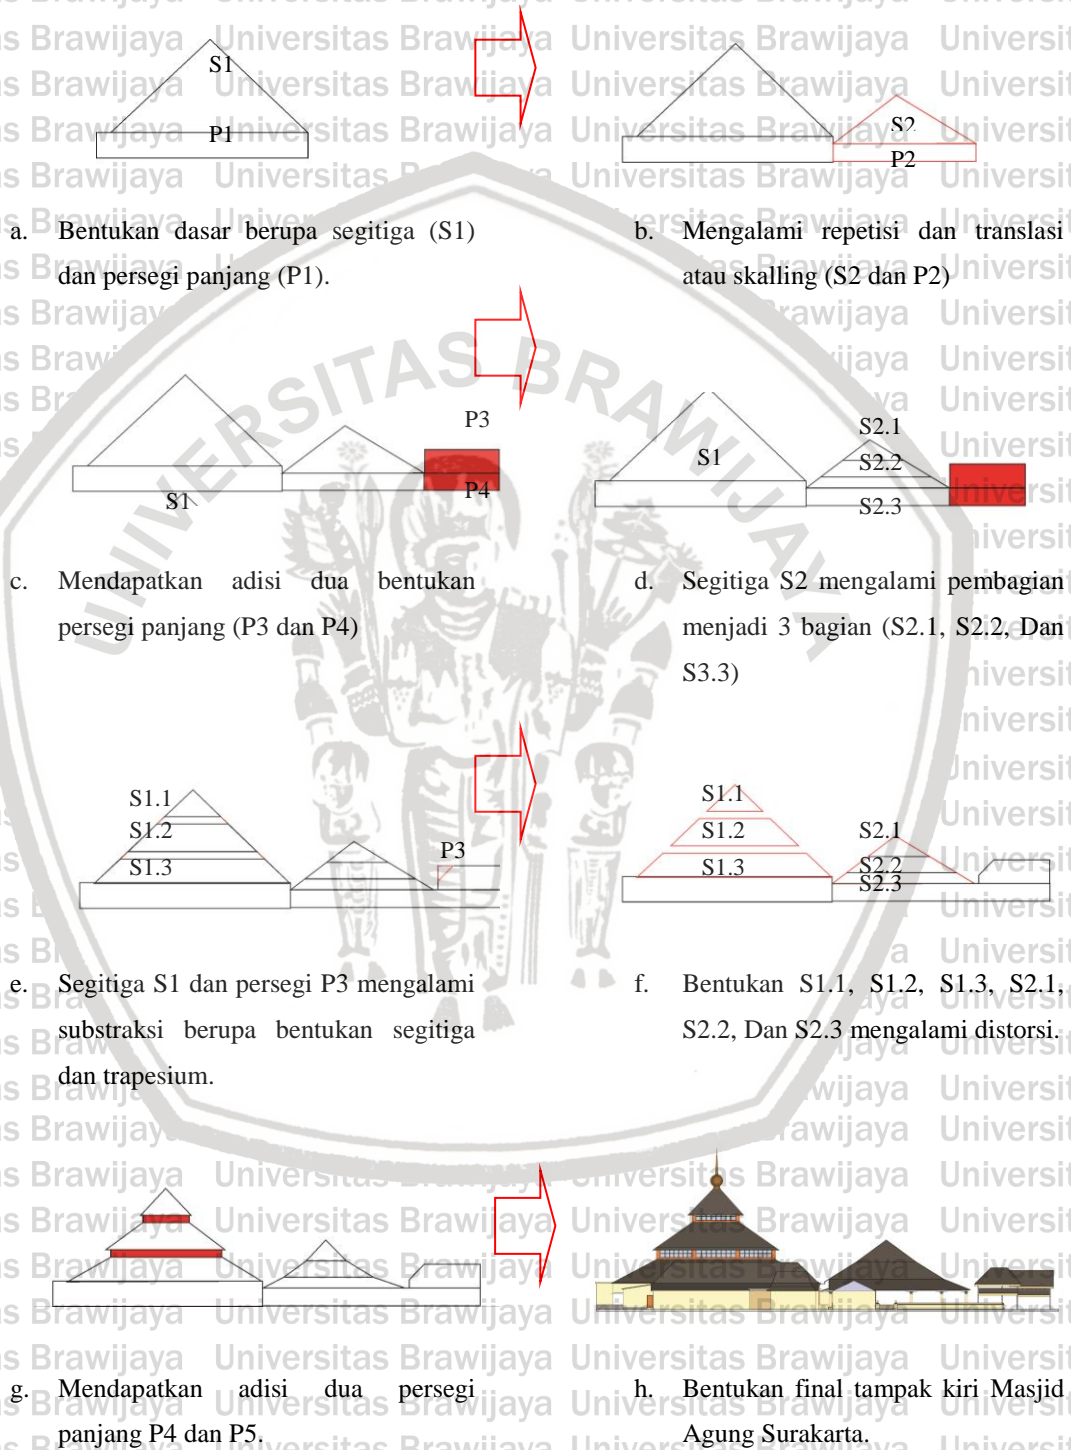 S1
P1
S2
P2
a. Bentukan dasar berupa segitiga (S1)
dan persegi panjang (P1).
b. Mengalami repetisi dan translasi
atau skalling (S2 dan P2)
P3
P4
S1
S1
S2.1
S2.2
S2.3
c. Mendapatkan adisi dua bentukan
persegi panjang (P3 dan P4)
d. Segitiga S2 mengalami pembagian
menjadi 3 bagian (S2.1, S2.2, Dan
S3.3)
S1.1
S1.2
S1.3
P3
S1.1
S1.2
S1.3
S2.1
S2.2
S2.3
e. Segitiga S1 dan persegi P3 mengalami
substraksi berupa bentukan segitiga
dan trapesium.
f. Bentukan S1.1, S1.2, S1.3, S2.1,
S2.2, Dan S2.3 mengalami distorsi.
g. Mendapatkan adisi dua persegi
panjang P4 dan P5.
h. Bentukan final tampak kiri Masjid
Agung Surakarta.
UNIVERSITAS BRAWIJAYA